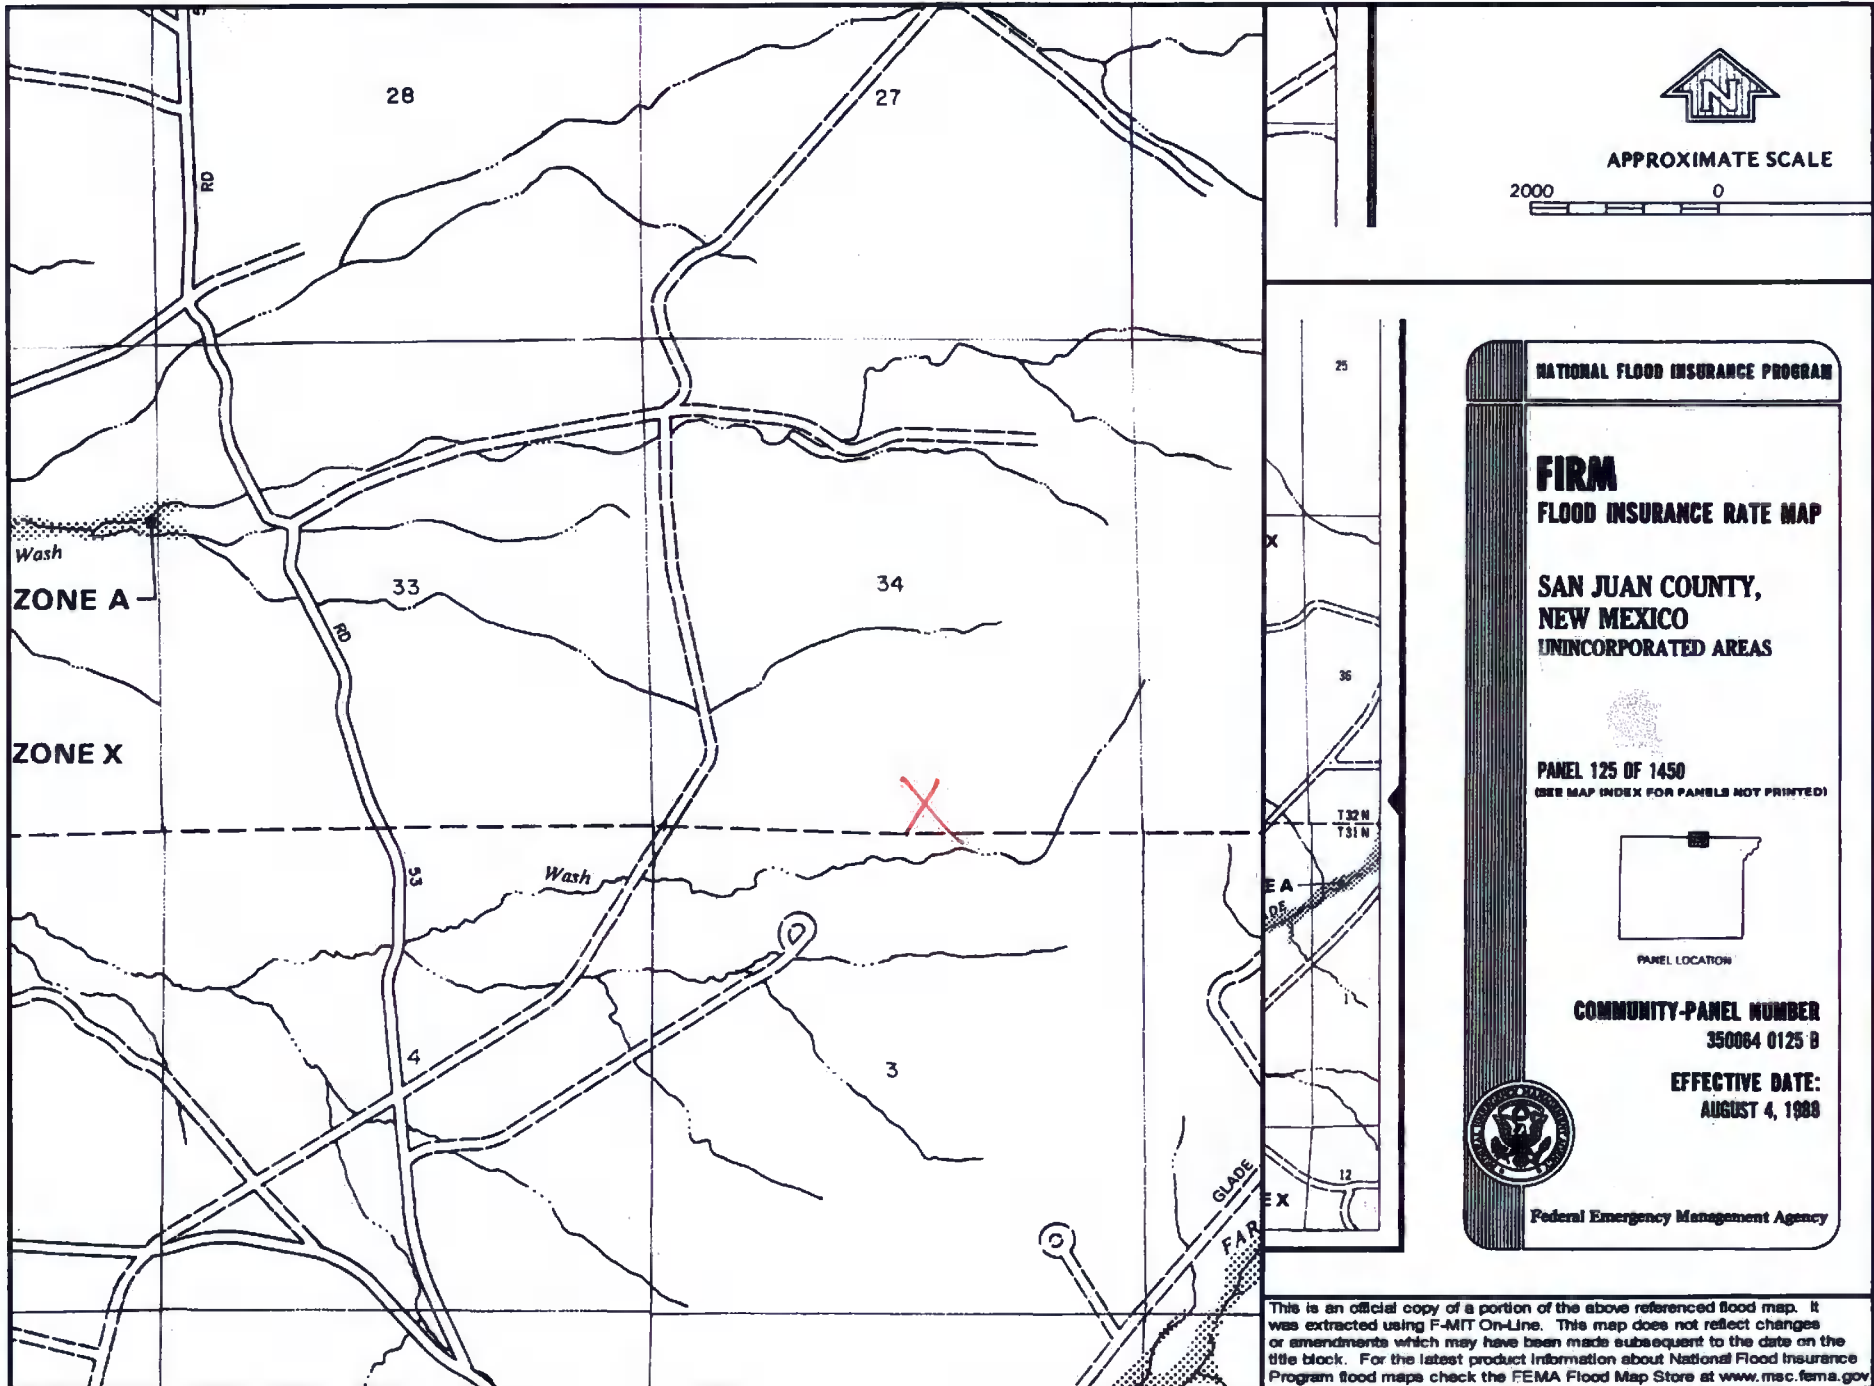 28
27
RD
Wash
ZONE A
33
34
RD
ZONE X
53
Wash
4
3
GLADE
FAR
N
APPROXIMATE SCALE
2000 0
25
X
36
T32N
T31N
E A
ADE
1
12
E X
NATIONAL FLOOD INSURANCE PROGRAM
FIRM
FLOOD INSURANCE RATE MAP
SAN JUAN COUNTY,
NEW MEXICO
UNINCORPORATED AREAS
PANEL 125 OF 1450
(SEE MAP INDEX FOR PANELS NOT PRINTED)
PANEL LOCATION
COMMUNITY-PANEL NUMBER
350064 0125 B
EFFECTIVE DATE:
AUGUST 4, 1988
FEDERAL EMERGENCY MANAGEMENT AGENCY
Federal Emergency Management Agency
This is an official copy of a portion of the above referenced flood map. It
was extracted using F-MIT On-Line. This map does not reflect changes
or amendments which may have been made subsequent to the date on the
title block. For the latest product information about National Flood Insurance
Program flood maps check the FEMA Flood Map Store at www.msc.fema.gov